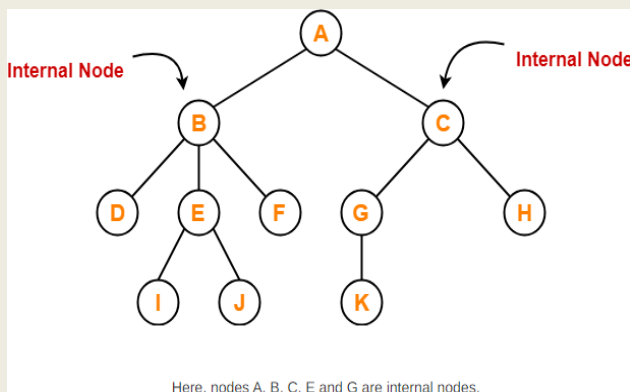 A
Internal Node
Internal Node
B
C
D
E
F
G
H
I
J
K
Here, nodes A, B, C, E and G are internal nodes.